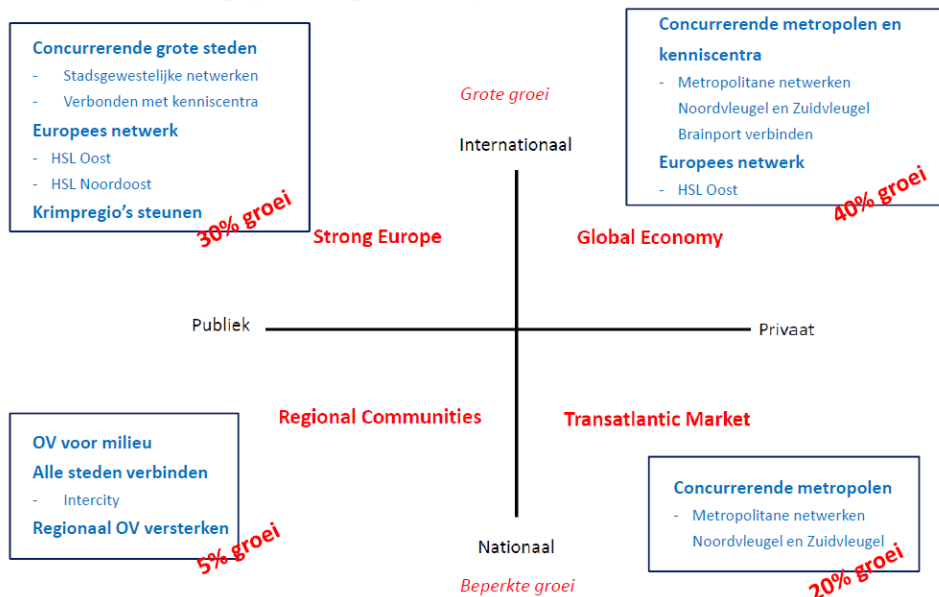 Concurrerende grote steden
- Stadsgewestelijke netwerken
- Verbonden met kenniscentra
Europees netwerk
- HSL Oost
- HSL Noordoost
Krimpregio's steunen
30% groei
Grote groei
Internationaal
Concurrerende metropolen en
kenniscentra
- Metropolitane netwerken
Noordvleugel en Zuidvleugel
Brainport verbinden
Europees netwerk
- HSL Oost
40% groei
Strong Europe
Global Economy
Publiek
Privaat
Regional Communities
Transatlantic Market
OV voor milieu
Alle steden verbinden
- Intercity
Regionaal OV versterken
5% groei
Nationaal
Beperkte groei
Concurrerende metropolen
- Metropolitane netwerken
Noordvleugel en Zuidvleugel
20% groei